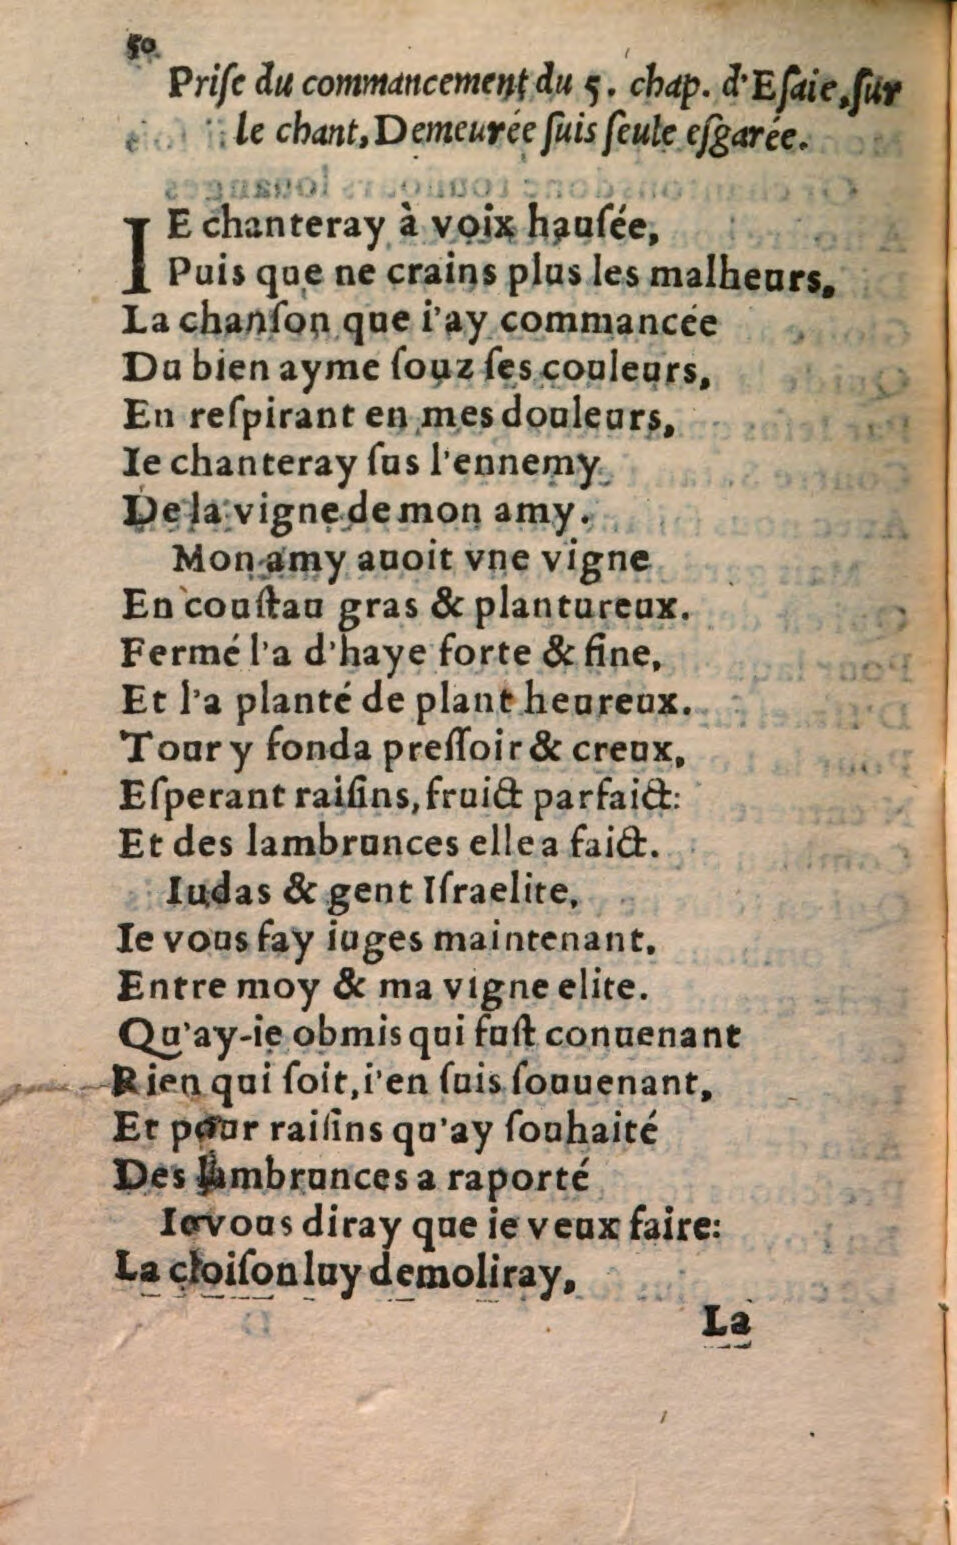 50
Priſe du commancement du 5. chap. d'Eſaie, ſur
le chant, Demeurée ſuis ſeule eſgarée.
IE chanteray à voix hauſée,
Puis que ne crains plus les malheurs.
La chanſon que i'ay commancée
Du bien ayme ſouz ſes couleurs,
En reſpirant en mes douleurs,
Ie chanteray ſus l'ennemy
De la vigne de mon amy.
Mon amy auoit vne vigne
En couſtau gras & plantureux.
Fermé l'a d'haye forte & fine,
Et l'a planté de plant heureux.
Tour y fonda preſſoir & creux,
Eſperant raiſins, fruict parfaict:
Et des lambrunces elle a faict.
Iudas & gent Iſraelite,
Ie vous fay iuges maintenant.
Entre moy & ma vigne elite.
Qu'ay-ie obmis qui fuſt conuenant
Rien qui ſoit, i'en ſuis ſouuenant,
Et pour raiſins qu'ay ſouhaité
Des lambrunces a raporté
Ie vous diray que ie veux faire:
La cloiſon luy demoliray,
La